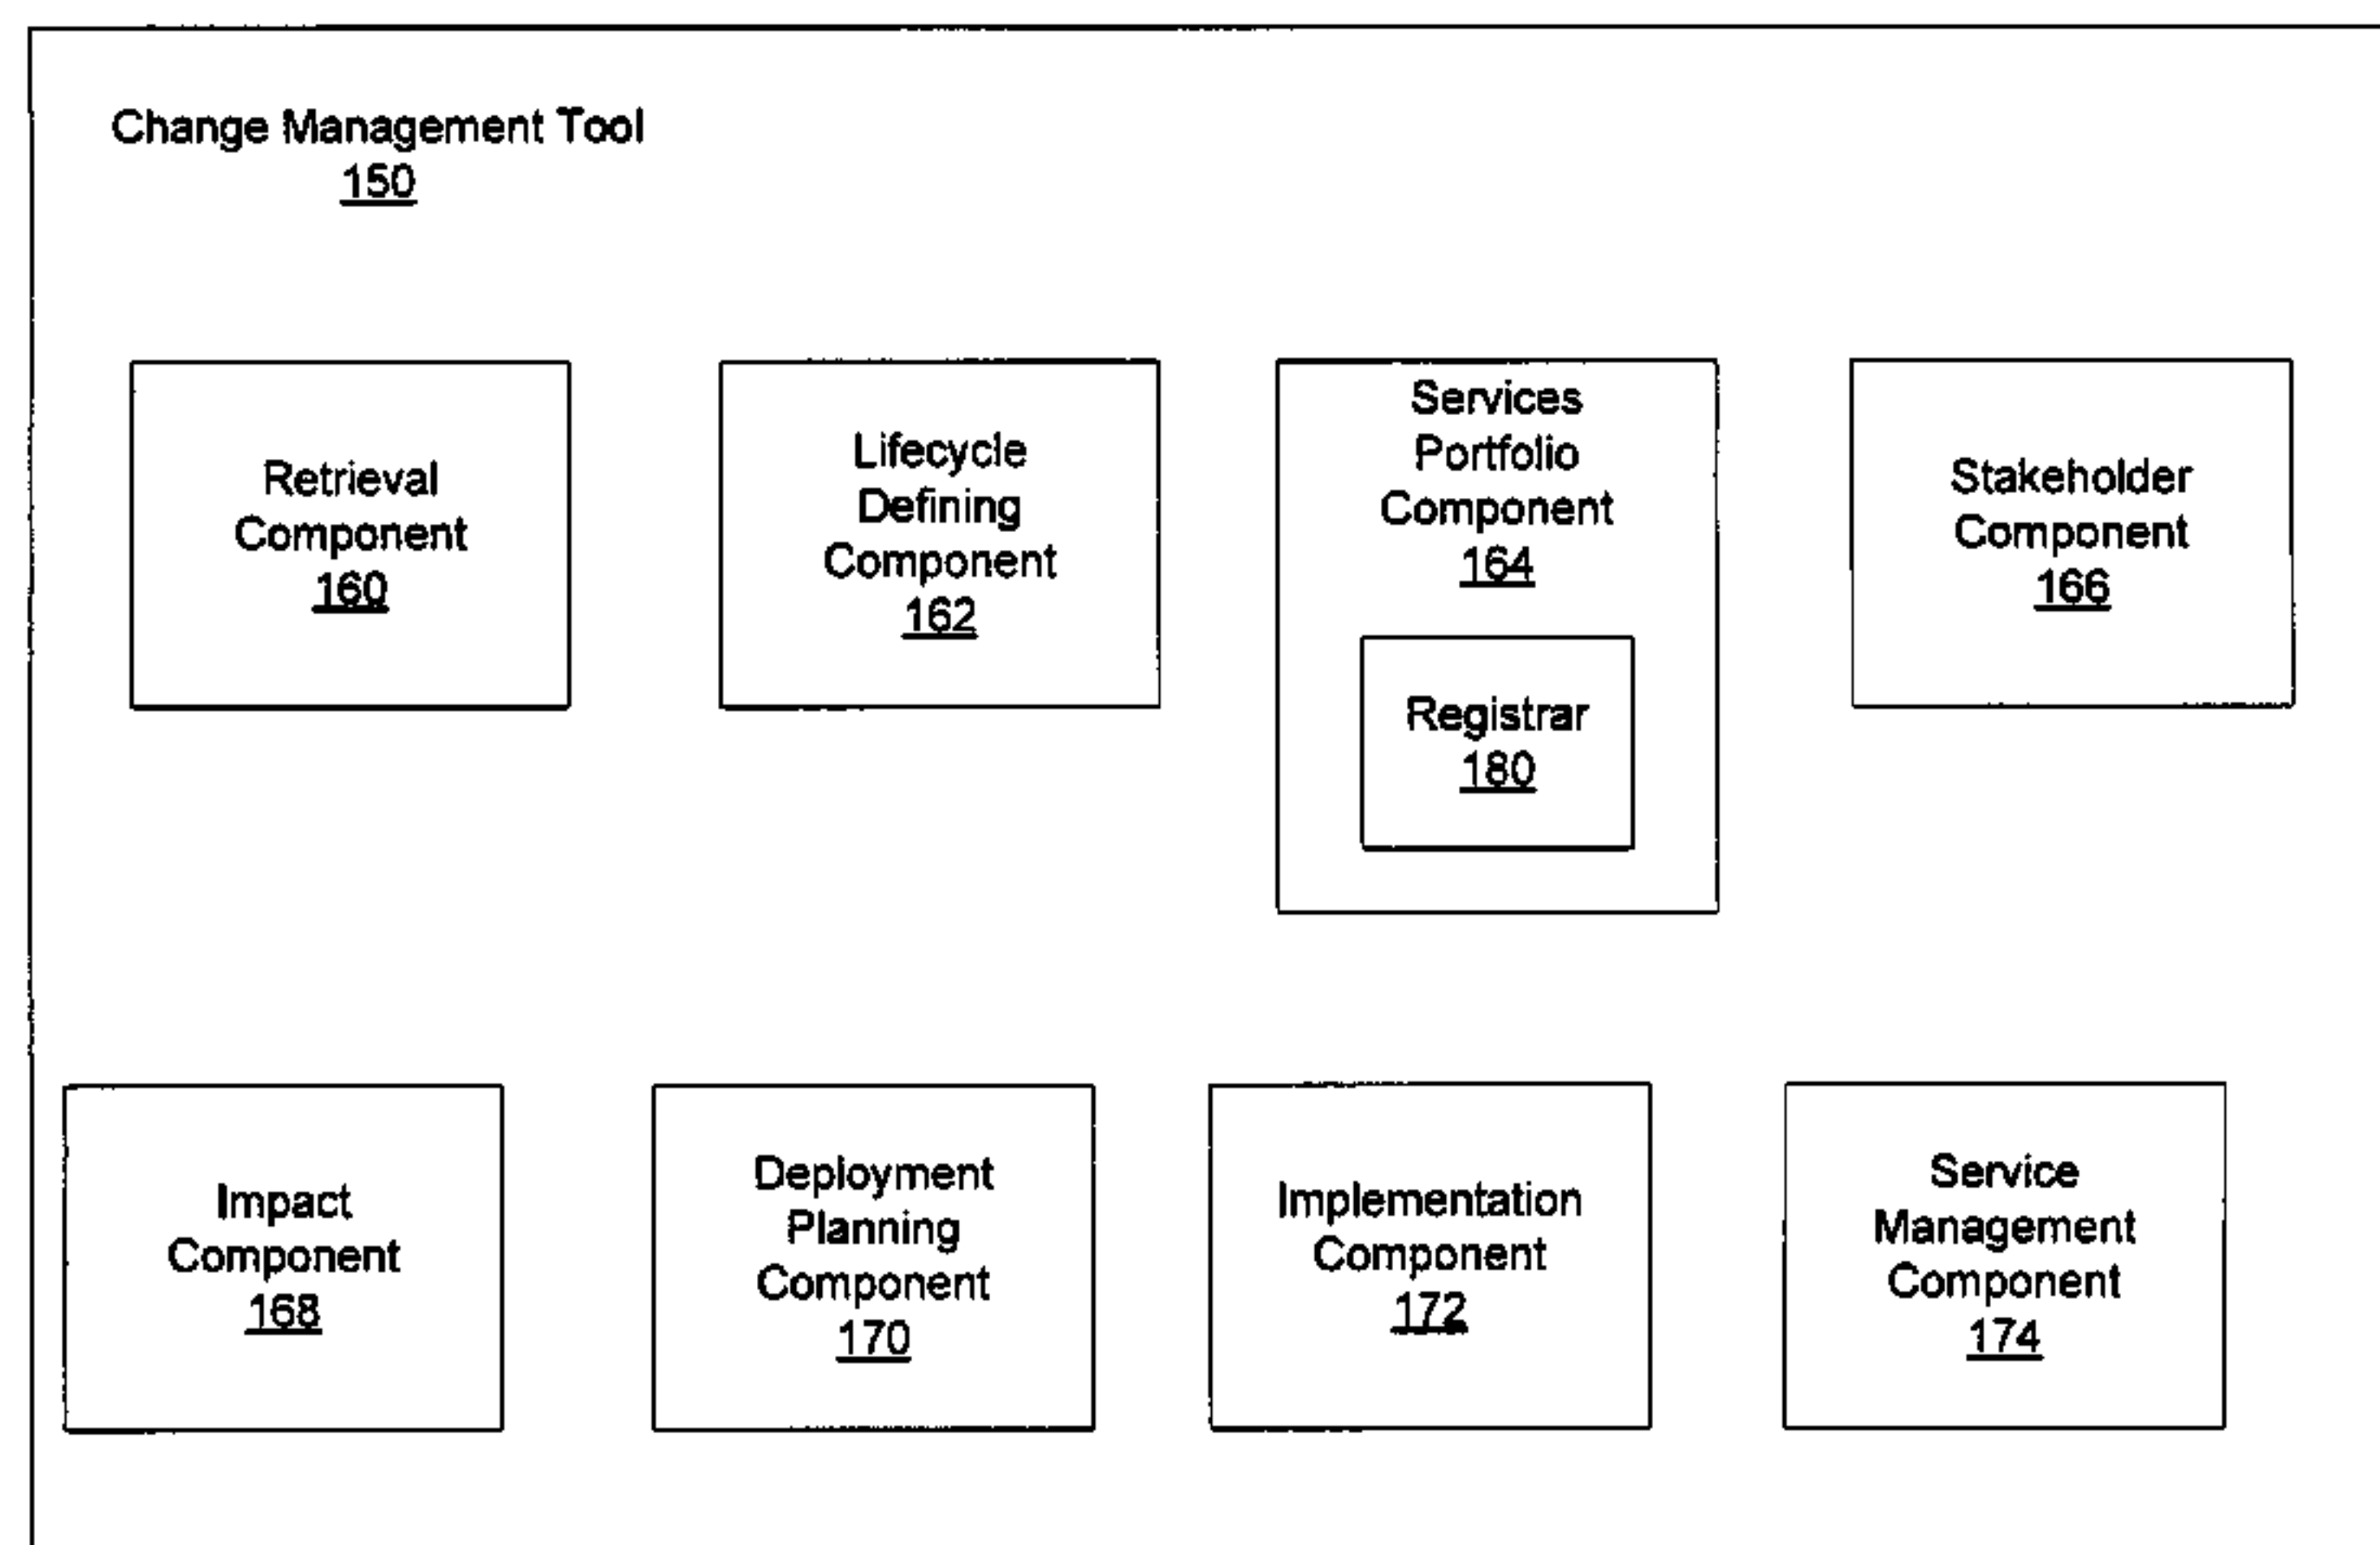 Change Management Tool
150
Retrieval
Component
160
Lifecycle
Defining
Component
162
Services
Portfolio
Component
164
Registrar
180
Stakeholder
Component
166
Impact
Component
168
Deployment
Planning
Component
170
Implementation
Component
172
Service
Management
Component
174